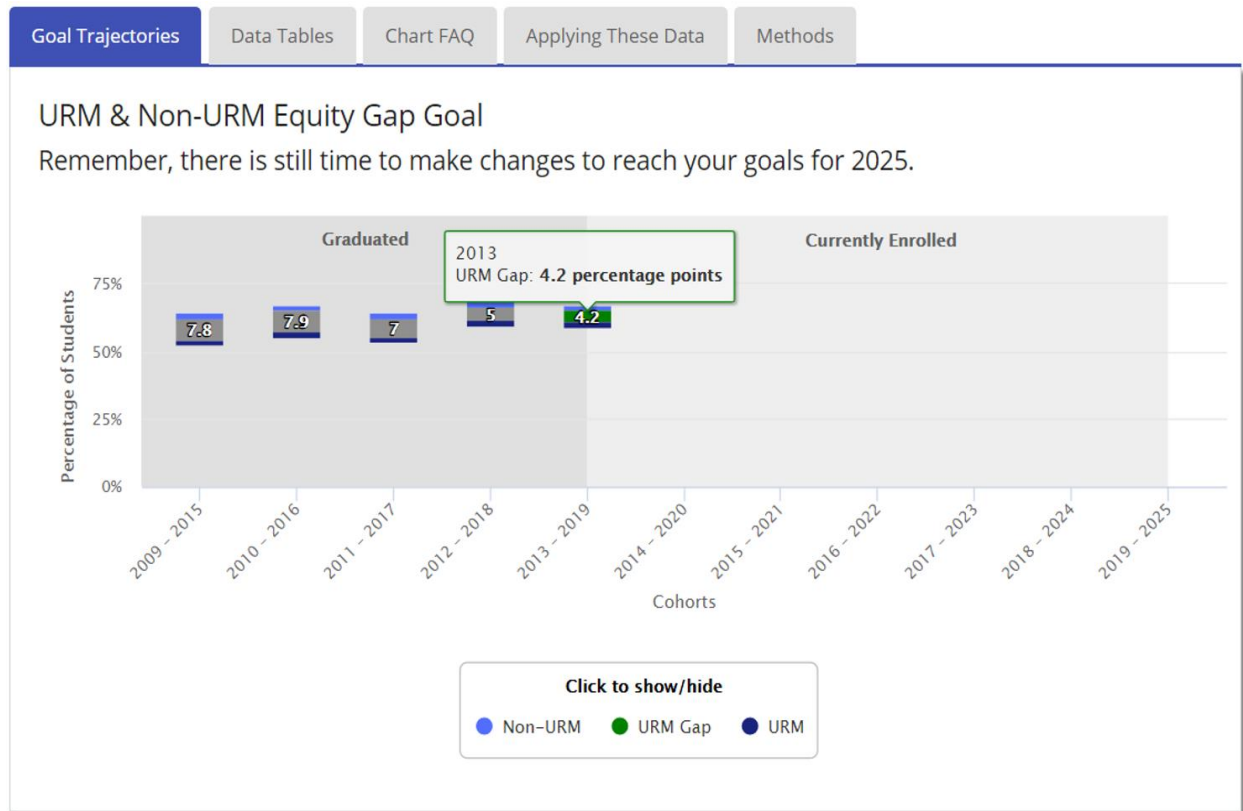 Goal Trajectories
Data Tables
Chart FAQ
Applying These Data
Methods
URM & Non-URM Equity Gap Goal
Remember, there is still time to make changes to reach your goals for 2025.
Graduated
Currently Enrolled
2013
URM Gap: 4.2 percentage points
Percentage of Students
75%
50%
25%
0%
7.8
7.9
7
5
4.2
2009 – 2015
2010 – 2016
2011 – 2017
2012 – 2018
2013 – 2019
2014 – 2020
2015 – 2021
2016 – 2022
2017 – 2023
2018 – 2024
2019 – 2025
Cohorts
Click to show/hide
Non-URM
URM Gap
URM